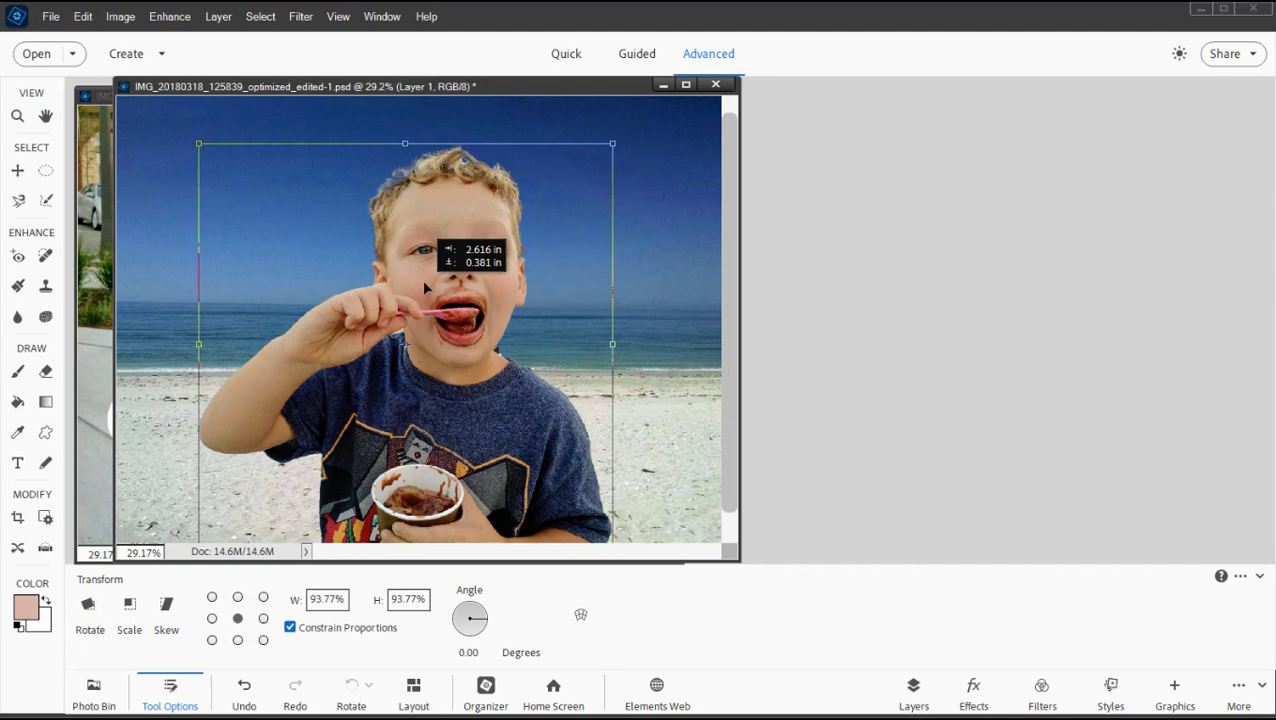 File Edit Image Enhance Layer Select Filter View Window Help
Open Create Quick Guided Advanced Share
VIEW
IMG_20180318_125839_optimized_edited-1.psd @ 29.2% (Layer 1, RGB/8) *
SELECT
ENHANCE
2.616 in
0.381 in
DRAW
MODIFY
29.17% 29.17% Doc: 14.6M/14.6M
COLOR
Transform
Angle
W: 93.77% H: 93.77%
Rotate Scale Skew
Constrain Proportions
0.00 Degrees
Photo Bin Tool Options Undo Redo Rotate Layout Organizer Home Screen Elements Web Layers Effects Filters Styles Graphics More